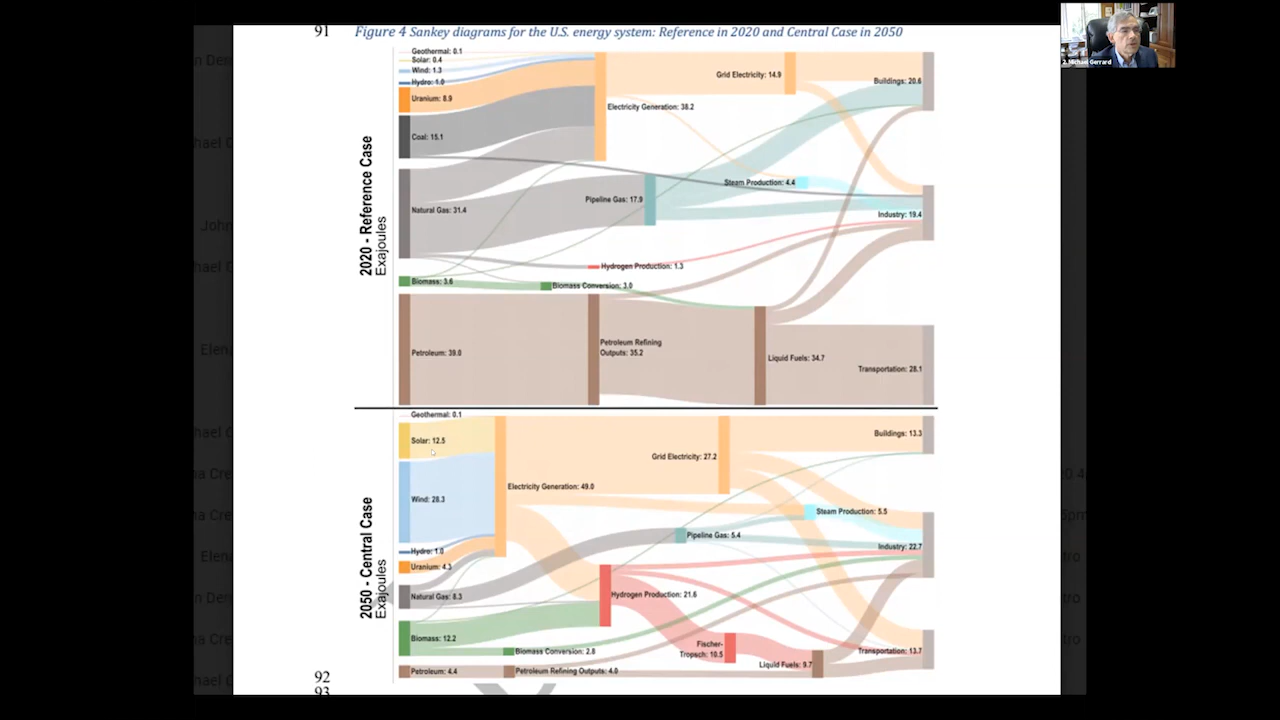 91 Figure 4 Sankey diagrams for the U.S. energy system: Reference in 2020 and Central Case in 2050
2. Michael Gerrard
2020 - Reference Case
Exajoules
Geothermal: 0.1
Solar: 0.4
Wind: 1.3
Hydro: 1.0
Uranium: 8.9
Coal: 15.1
Natural Gas: 31.4
Biomass: 3.6
Petroleum: 39.0
Electricity Generation: 38.2
Pipeline Gas: 17.9
Hydrogen Production: 1.3
Biomass Conversion: 3.0
Petroleum Refining
Outputs: 35.2
Grid Electricity: 14.9
Steam Production: 4.4
Liquid Fuels: 34.7
Buildings: 20.6
Industry: 19.4
Transportation: 28.1
2050 - Central Case
Exajoules
Geothermal: 0.1
Solar: 12.5
Wind: 28.3
Hydro: 1.0
Uranium: 4.3
Natural Gas: 8.3
Biomass: 12.2
Petroleum: 4.4
Electricity Generation: 49.0
Hydrogen Production: 21.6
Biomass Conversion: 2.8
Petroleum Refining Outputs: 4.0
Grid Electricity: 27.2
Pipeline Gas: 5.4
Steam Production: 5.5
Fischer-
Tropsch: 10.5
Liquid Fuels: 9.7
Buildings: 13.3
Industry: 22.7
Transportation: 13.7
92
93